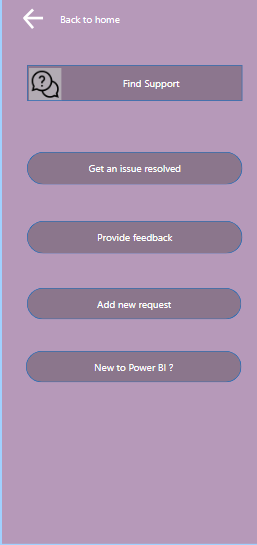 Back to home
Find Support
Get an issue resolved
Provide feedback
Add new request
New to Power BI ?